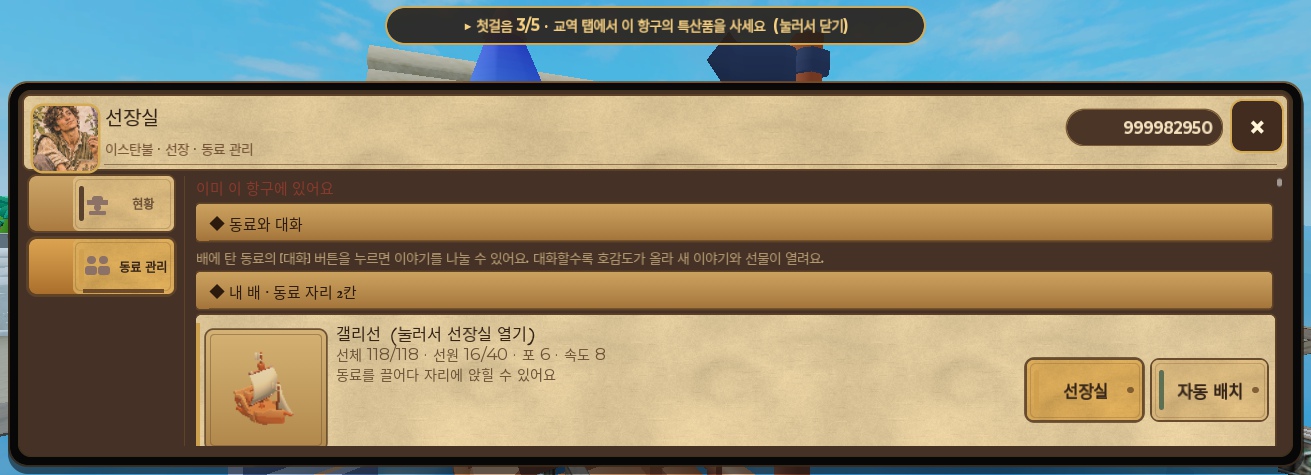 ▸ 첫걸음 3/5 · 교역 탭에서 이 항구의 특산품을 사세요 (눌러서 닫기)
선장실
이스탄불 · 선장 · 동료 관리
999982950
×
현황
동료 관리
이미 이 항구에 있어요
◆ 동료와 대화
배에 탄 동료의 [대화] 버튼을 누르면 이야기를 나눌 수 있어요. 대화할수록 호감도가 올라 새 이야기와 선물이 열려요.
◆ 내 배 · 동료 자리 2칸
갤리선 (눌러서 선장실 열기)
선체 118/118 · 선원 16/40 · 포 6 · 속도 8
동료를 끌어다 자리에 앉힐 수 있어요
선장실
자동 배치